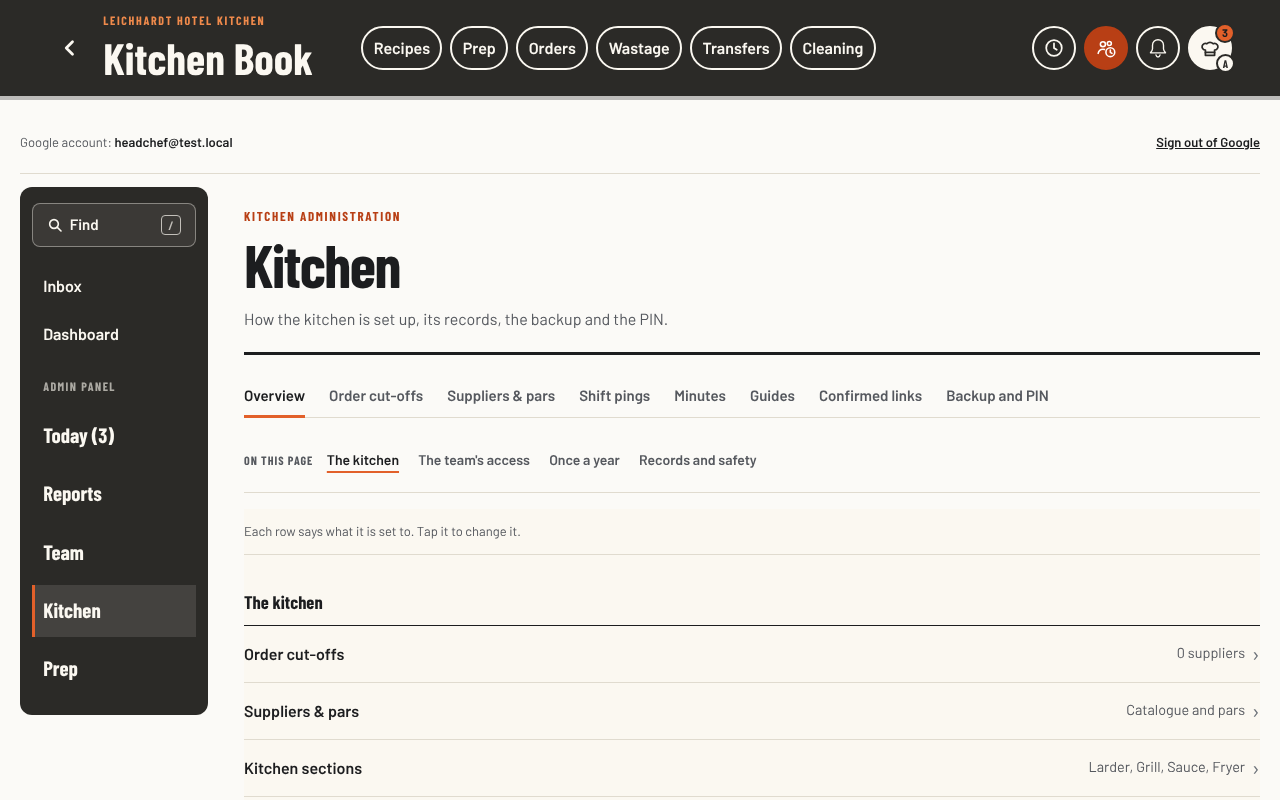 LEICHHARDT HOTEL KITCHEN
Kitchen Book
Recipes
Prep
Orders
Wastage
Transfers
Cleaning
3
A
Google account: headchef@test.local
Sign out of Google
Find
/
Inbox
Dashboard
ADMIN PANEL
Today (3)
Reports
Team
Kitchen
Prep
KITCHEN ADMINISTRATION
Kitchen
How the kitchen is set up, its records, the backup and the PIN.
Overview
Order cut-offs
Suppliers & pars
Shift pings
Minutes
Guides
Confirmed links
Backup and PIN
ON THIS PAGE
The kitchen
The team's access
Once a year
Records and safety
Each row says what it is set to. Tap it to change it.
The kitchen
Order cut-offs
0 suppliers ›
Suppliers & pars
Catalogue and pars ›
Kitchen sections
Larder, Grill, Sauce, Fryer ›